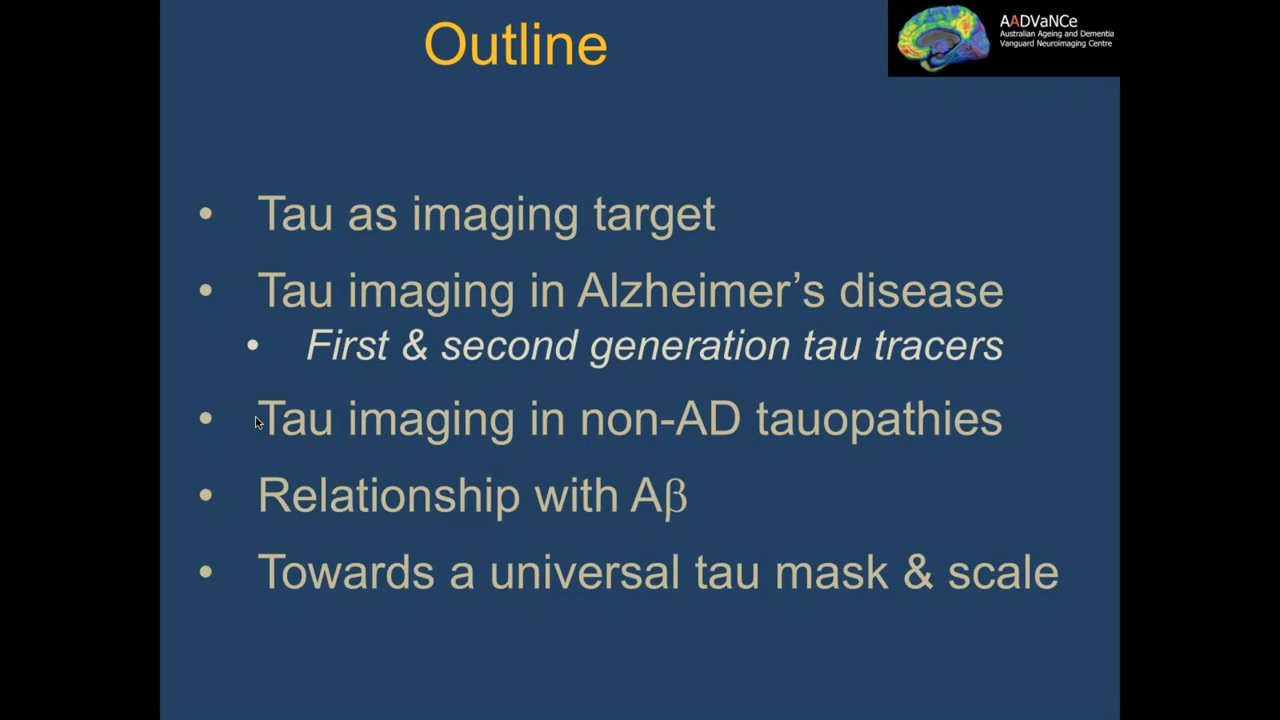 Outline
AADVaNCe
Australian Ageing and Dementia
Vanguard Neuroimaging Centre
• Tau as imaging target
• Tau imaging in Alzheimer’s disease
• First & second generation tau tracers
• Tau imaging in non-AD tauopathies
• Relationship with Aβ
• Towards a universal tau mask & scale